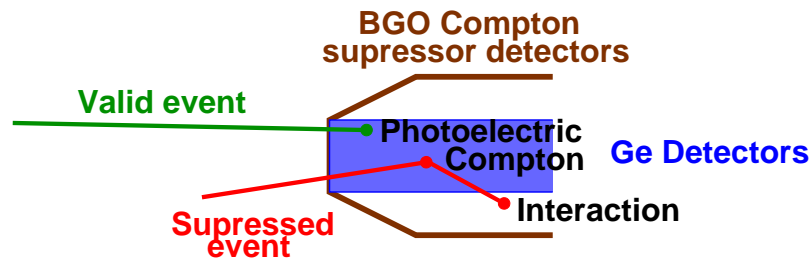 BGO Compton
supressor detectors
Valid event
Photoelectric
Compton
Ge Detectors
Interaction
Supressed
event